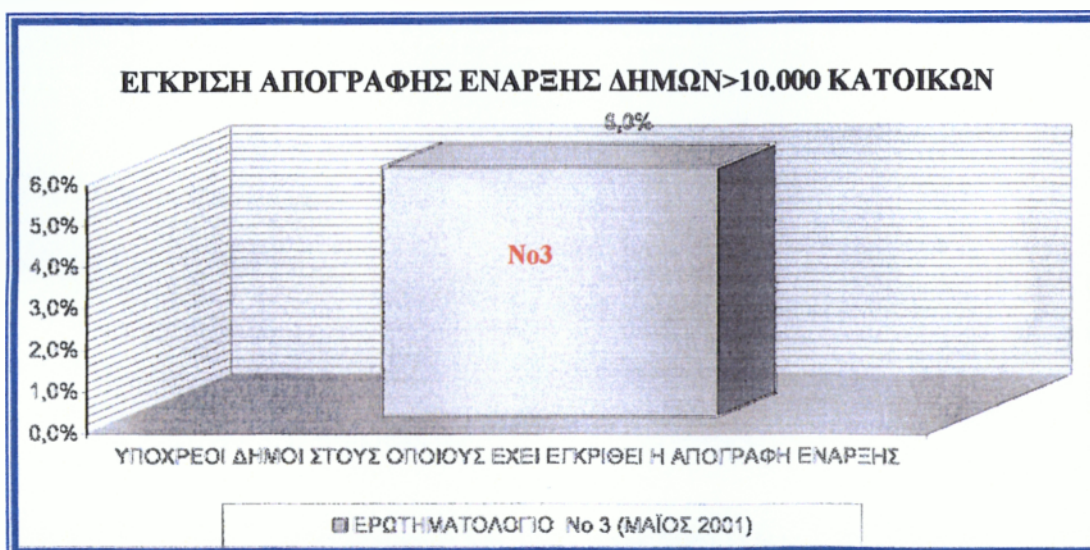 ΕΓΚΡΙΣΗ ΑΠΟΓΡΑΦΗΣ ΕΝΑΡΞΗΣ ΔΗΜΩΝ>10.000 ΚΑΤΟΙΚΩΝ
6,0%
6,0%
5,0%
4,0%
3,0%
2,0%
1,0%
0,0%
No3
ΥΠΟΧΡΕΟΙ ΔΗΜΟΙ ΣΤΟΥΣ ΟΠΟΙΟΥΣ ΕΧΕΙ ΕΓΚΡΙΘΕΙ Η ΑΠΟΓΡΑΦΗ ΕΝΑΡΞΗΣ
ΕΡΩΤΗΜΑΤΟΛΟΓΙΟ No 3 (ΜΑΪΟΣ 2001)